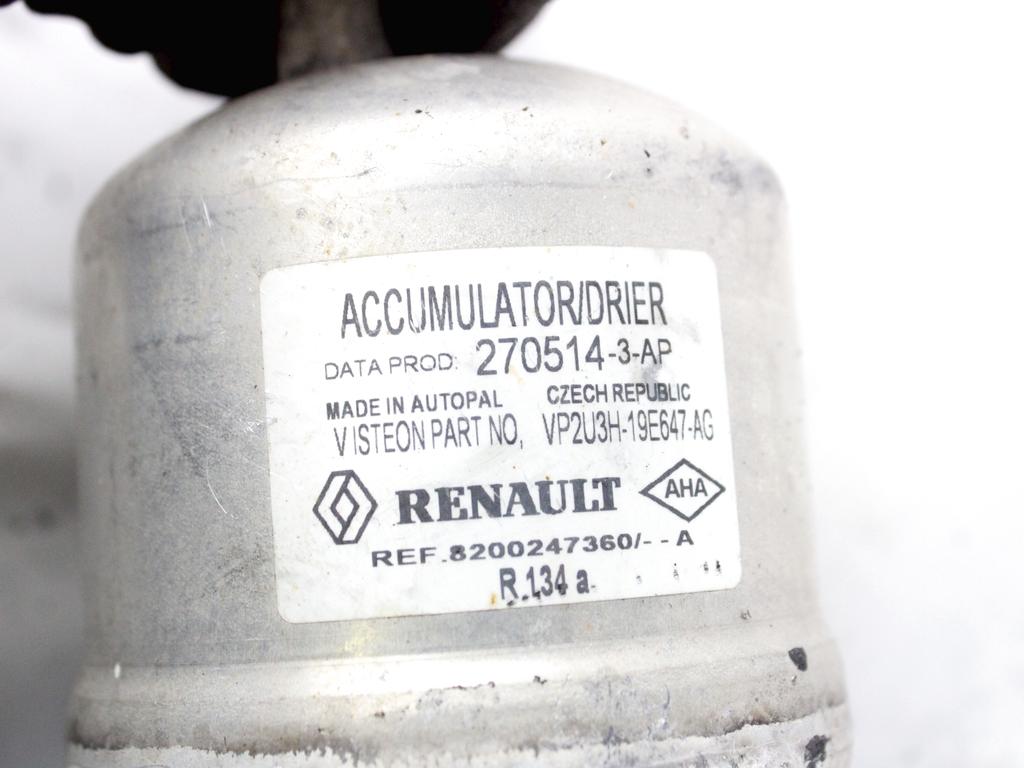 ACCUMULATOR/DRIER
DATA PROD: 270514-3-AP
MADE IN AUTOPAL CZECH REPUBLIC
VISTEON PART NO, VP2U3H-19E647-AG
RENAULT AHA
REF.8200247360/--A
R.134 a